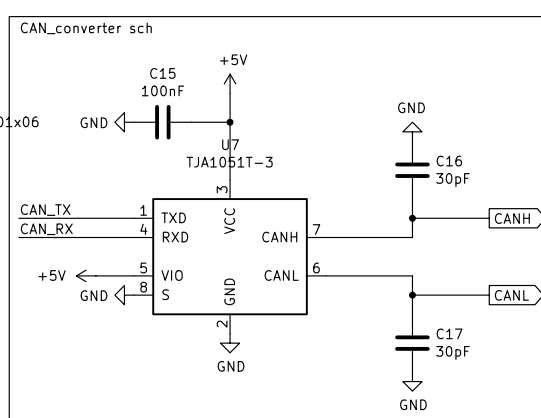 CAN_converter sch
+5V
C15
100nF
01x06
GND
U7
TJA1051T-3
GND
C16
30pF
3
VCC
CAN_TX
1
TXD
CAN_RX
4
RXD
CANH
7
CANH
+5V
5
VIO
CANL
6
GND
8
S
GND
CANL
2
GND
C17
30pF
GND